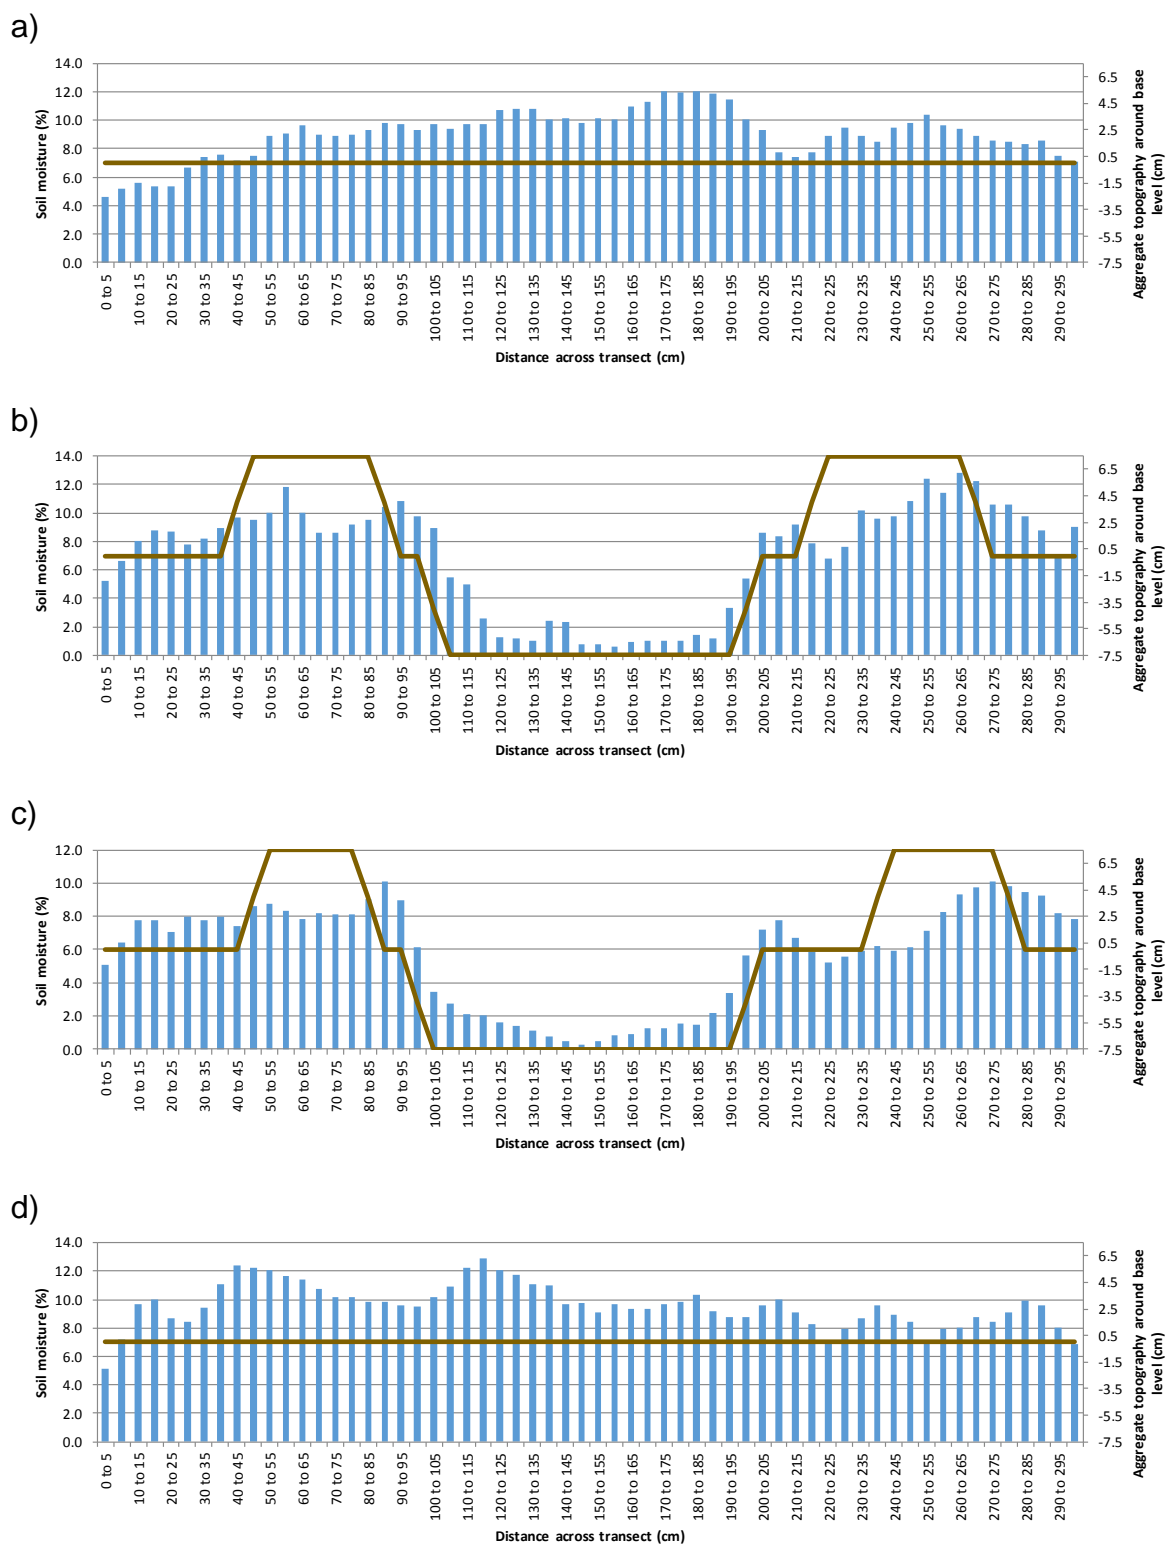 a)
14.0
12.0
10.0
8.0
6.0
4.0
2.0
0.0
Soil moisture (%)
6.5
4.5
2.5
0.5
-1.5
-3.5
-5.5
-7.5
Aggregate topography around base
level (cm)
0 to 5
10 to 15
20 to 25
30 to 35
40 to 45
50 to 55
60 to 65
70 to 75
80 to 85
90 to 95
100 to 105
110 to 115
120 to 125
130 to 135
140 to 145
150 to 155
160 to 165
170 to 175
180 to 185
190 to 195
200 to 205
210 to 215
220 to 225
230 to 235
240 to 245
250 to 255
260 to 265
270 to 275
280 to 285
290 to 295
Distance across transect (cm)
b)
14.0
12.0
10.0
8.0
6.0
4.0
2.0
0.0
Soil moisture (%)
6.5
4.5
2.5
0.5
-1.5
-3.5
-5.5
-7.5
Aggregate topography around base
level (cm)
0 to 5
10 to 15
20 to 25
30 to 35
40 to 45
50 to 55
60 to 65
70 to 75
80 to 85
90 to 95
100 to 105
110 to 115
120 to 125
130 to 135
140 to 145
150 to 155
160 to 165
170 to 175
180 to 185
190 to 195
200 to 205
210 to 215
220 to 225
230 to 235
240 to 245
250 to 255
260 to 265
270 to 275
280 to 285
290 to 295
Distance across transect (cm)
c)
12.0
10.0
8.0
6.0
4.0
2.0
0.0
Soil moisture (%)
6.5
4.5
2.5
0.5
-1.5
-3.5
-5.5
-7.5
Aggregate topography around base
level (cm)
0 to 5
10 to 15
20 to 25
30 to 35
40 to 45
50 to 55
60 to 65
70 to 75
80 to 85
90 to 95
100 to 105
110 to 115
120 to 125
130 to 135
140 to 145
150 to 155
160 to 165
170 to 175
180 to 185
190 to 195
200 to 205
210 to 215
220 to 225
230 to 235
240 to 245
250 to 255
260 to 265
270 to 275
280 to 285
290 to 295
Distance across transect (cm)
d)
14.0
12.0
10.0
8.0
6.0
4.0
2.0
0.0
Soil moisture (%)
6.5
4.5
2.5
0.5
-1.5
-3.5
-5.5
-7.5
Aggregate topography around base
level (cm)
0 to 5
10 to 15
20 to 25
30 to 35
40 to 45
50 to 55
60 to 65
70 to 75
80 to 85
90 to 95
100 to 105
110 to 115
120 to 125
130 to 135
140 to 145
150 to 155
160 to 165
170 to 175
180 to 185
190 to 195
200 to 205
210 to 215
220 to 225
230 to 235
240 to 245
250 to 255
260 to 265
270 to 275
280 to 285
290 to 295
Distance across transect (cm)